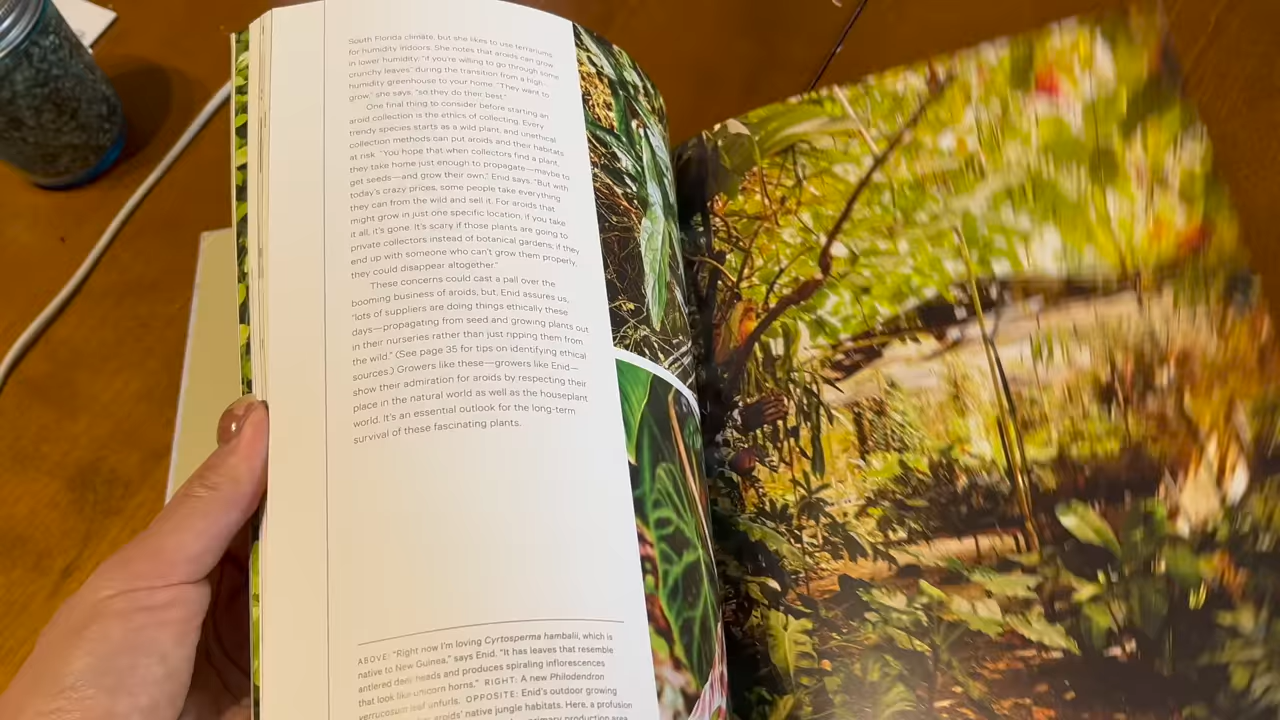 South Florida climate, but she likes to use terrariums
for humidity indoors. She notes that aroids can grow
in lower humidity, "if you're willing to go through some
crunchy leaves" during the transition from a high-
humidity greenhouse to your home. "They want to
grow," she says, "so they do their best."
One final thing to consider before starting an
aroid collection is the ethics of collecting. Every
trendy species starts as a wild plant, and unethical
collection methods can put aroids and their habitats
at risk. "You hope that when collectors find a plant,
they take home just enough to propagate—maybe to
get seeds—and grow their own," Enid says. "But with
today's crazy prices, some people take everything
they can from the wild and sell it. For aroids that
might grow in just one specific location, if you take
it all, it's gone. It's scary if those plants are going to
private collectors instead of botanical gardens; if they
end up with someone who can't grow them properly,
they could disappear altogether."
These concerns could cast a pall over the
booming business of aroids, but, Enid assures us,
"lots of suppliers are doing things ethically these
days—propagating from seed and growing plants out
in their nurseries rather than just ripping them from
the wild." (See page 35 for tips on identifying ethical
sources.) Growers like these—growers like Enid—
show their admiration for aroids by respecting their
place in the natural world as well as the houseplant
world. It's an essential outlook for the long-term
survival of these fascinating plants.
ABOVE: "Right now I'm loving Cyrtosperma hambalii, which is
native to New Guinea," says Enid. "It has leaves that resemble
antlered deer heads and produces spiraling inflorescences
that look like unicorn horns." RIGHT: A new Philodendron
verrucosum leaf unfurls. OPPOSITE: Enid's outdoor growing
aroids' native jungle habitats. Here, a profusion
primary production area